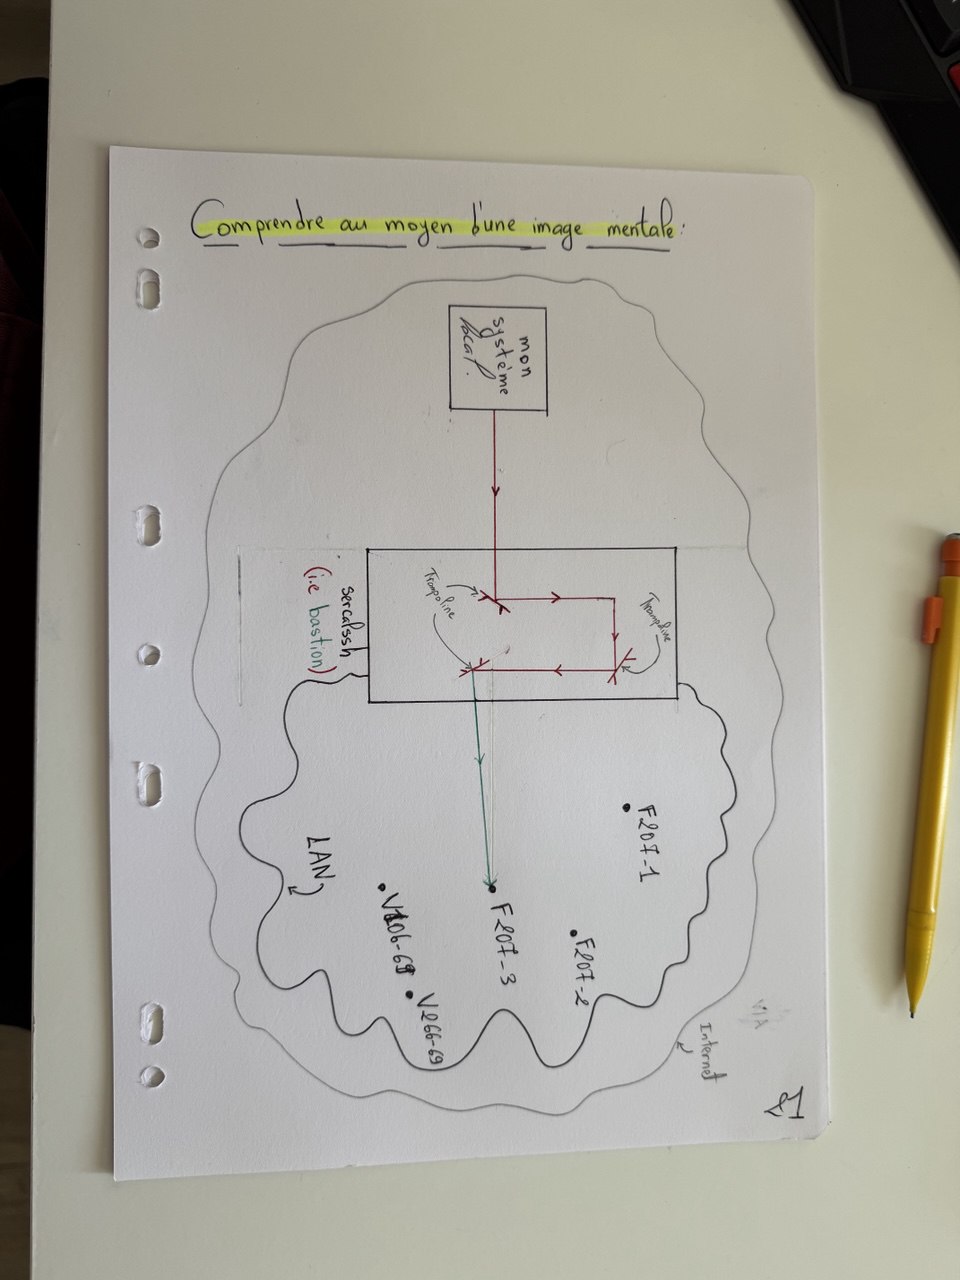 Comprendre au moyen d'une image mentale :
mon
système
local.
Trampoline
Trampoline
sercalssh
(i.e bastion)
F207-1
LAN
F207-3
F207-2
V106-69
V266-69
Internet